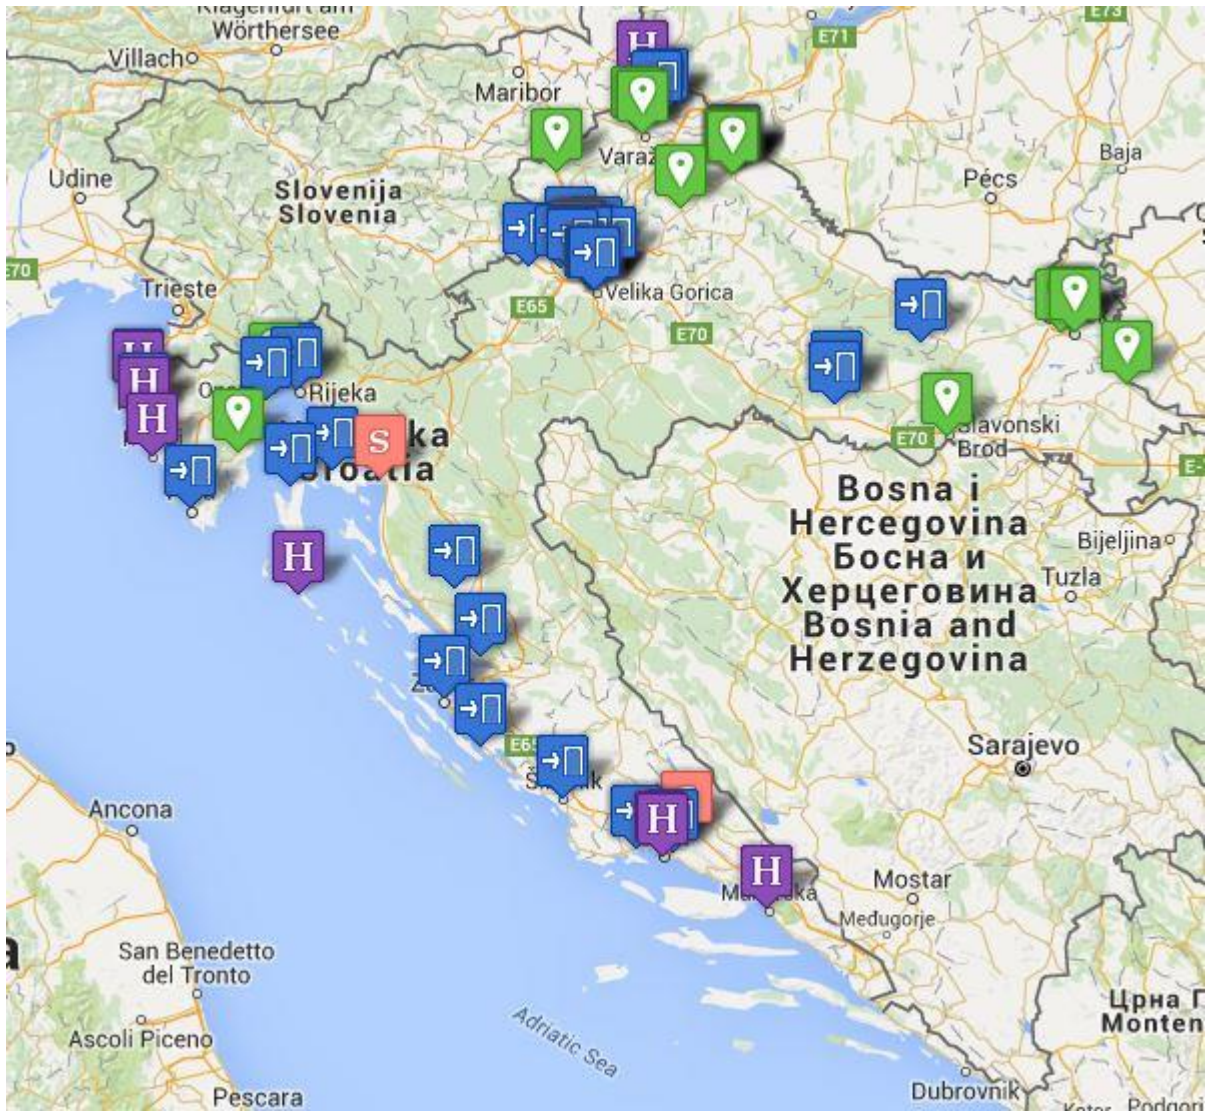 Klagenfurt am
Wörthersee
E73
E71
Villach
H
Maribor
Baja
Udine
Slovenija
Slovenia
Pécs
E70
Trieste
Velika Gorica
E65
E70
H
H
Rijeka
H
S
Croatia
E70
Slavonski
Brod
Bosna i
Hercegovina
Босна и
Херцеговина
Bosnia and
Herzegovina
Bijeljina
Tuzla
H
E65
Sarajevo
Ancona
H
H
Mostar
Međugorje
San Benedetto
del Tronto
Ascoli Piceno
Adriatic Sea
Црна Г
Monten
Pescara
Dubrovnik
Kotor
Podgori